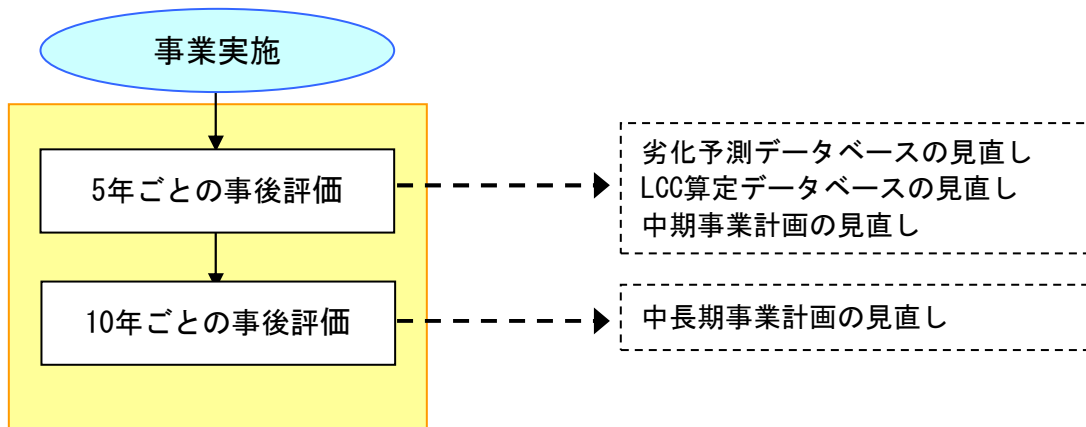 事業実施
5年ごとの事後評価
劣化予測データベースの見直し
LCC算定データベースの見直し
中期事業計画の見直し
10年ごとの事後評価
中長期事業計画の見直し